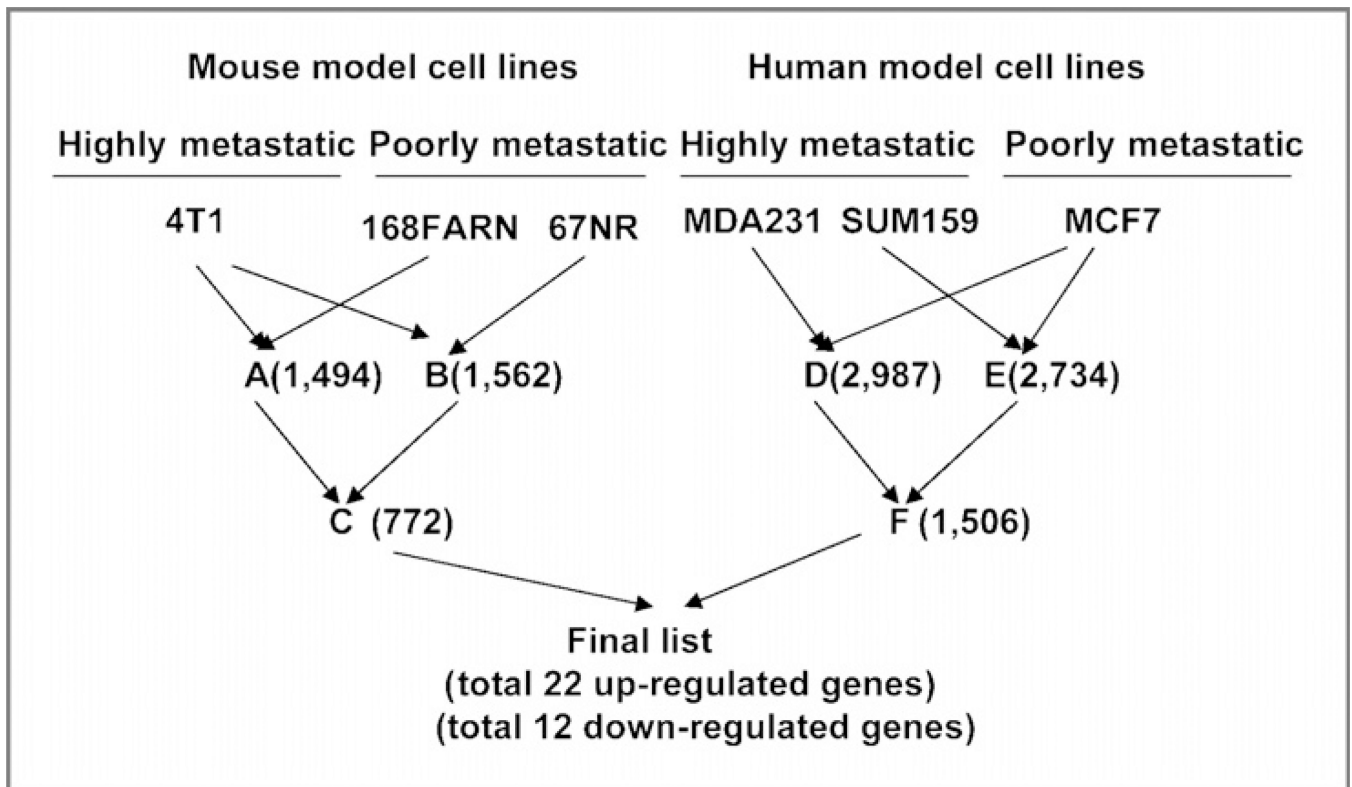 Mouse model cell lines
Human model cell lines
Highly metastatic
Poorly metastatic
Highly metastatic
Poorly metastatic
4T1
168FARN
67NR
MDA231
SUM159
MCF7
A(1,494)
B(1,562)
D(2,987)
E(2,734)
C (772)
F (1,506)
Final list
(total 22 up-regulated genes)
(total 12 down-regulated genes)